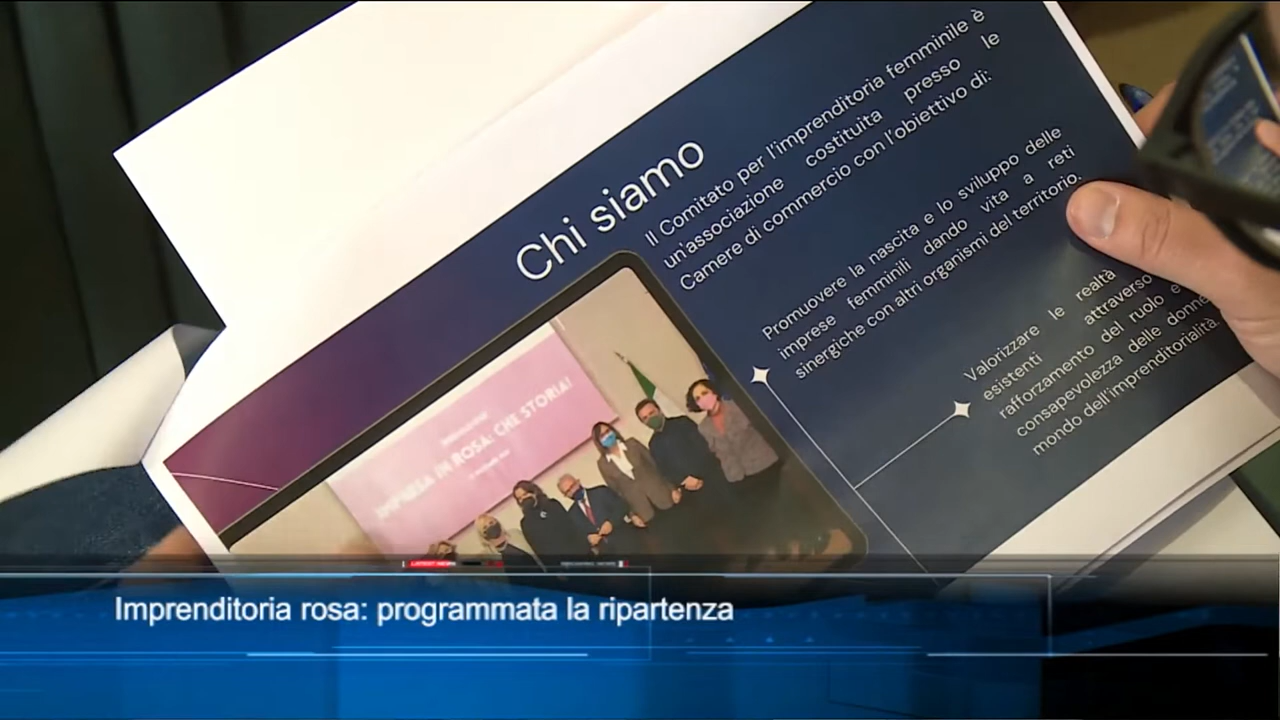 Chi siamo
Il Comitato per l'imprenditoria femminile è
un'associazione costituita presso le
Camere di commercio con l'obiettivo di:
Promuovere la nascita e lo sviluppo delle
imprese femminili dando vita a reti
sinergiche con altri organismi del territorio.
Valorizzare le realtà
esistenti attraverso
rafforzamento del ruolo e
consapevolezza delle donne
mondo dell'imprenditorialità.
IMPRESA IN ROSA: CHE STORIA!
LATEST NEWS
Imprenditoria rosa: programmata la ripartenza